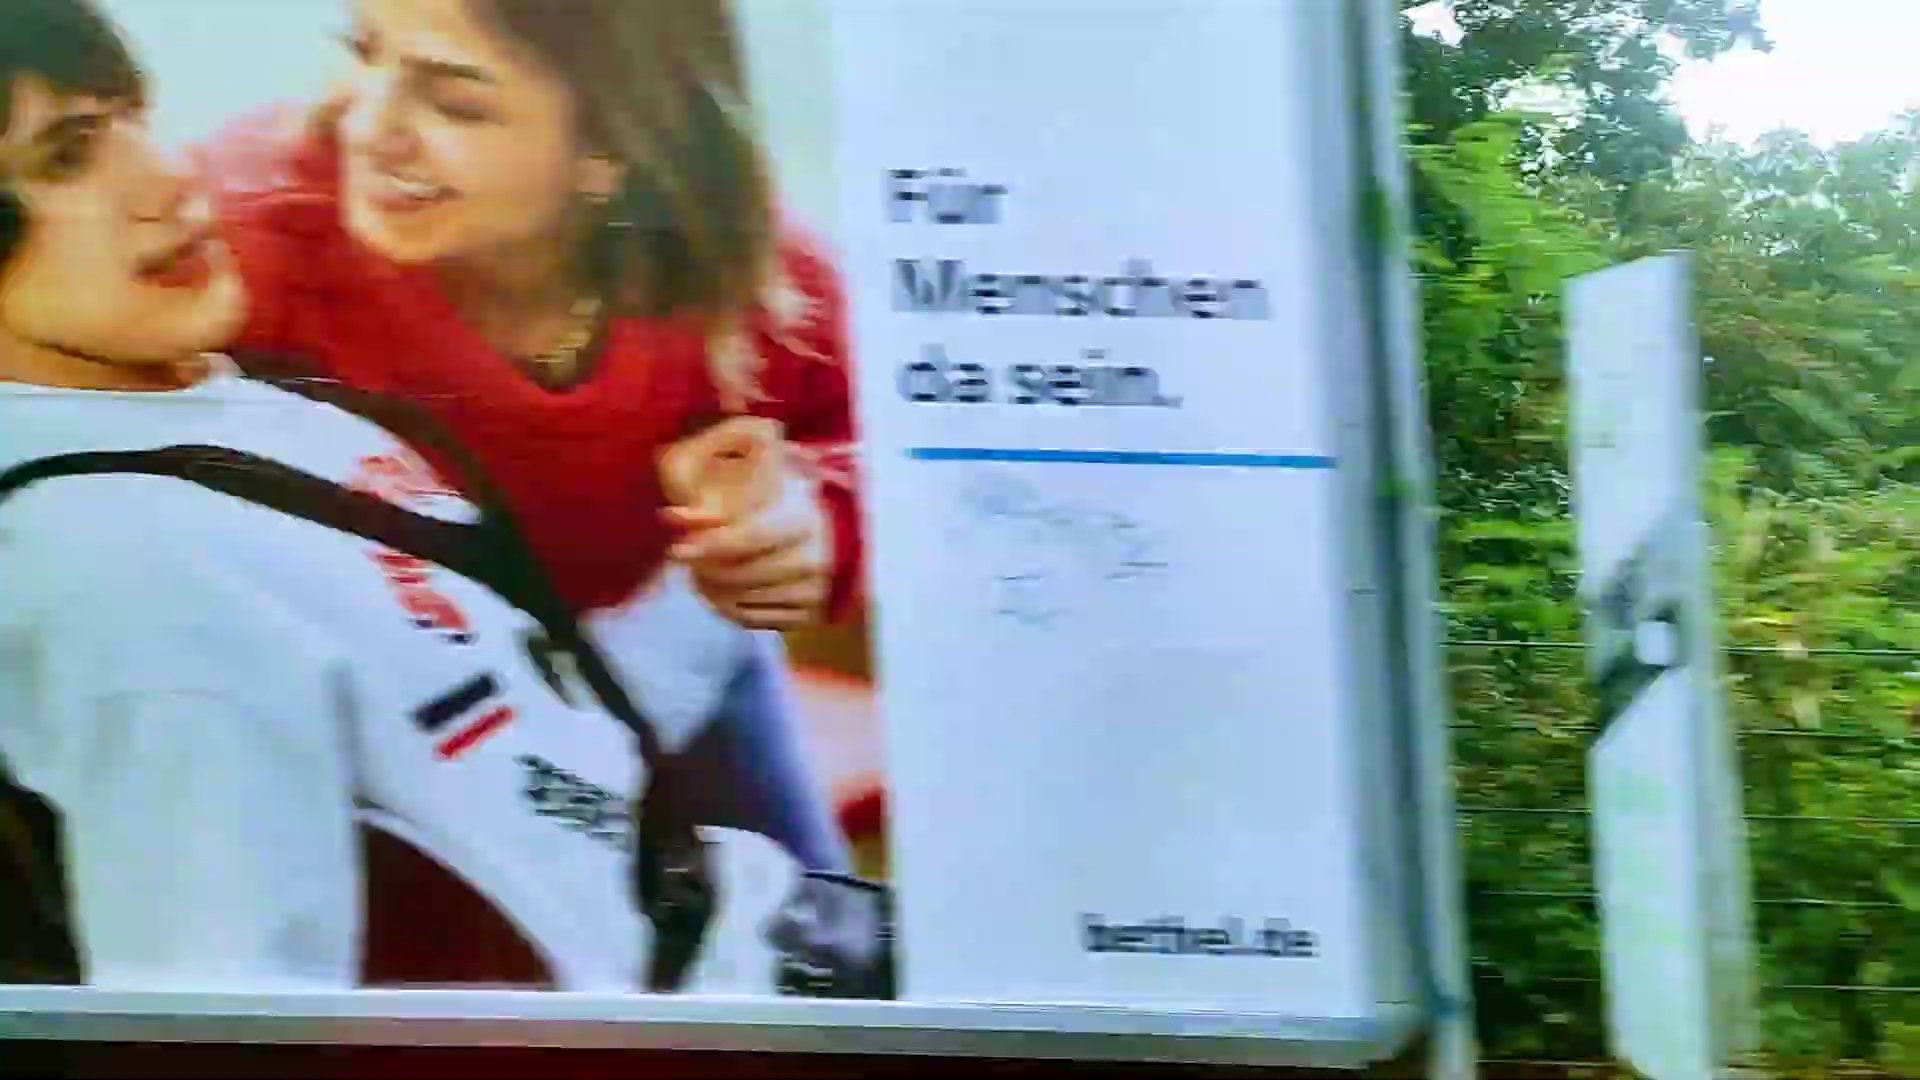 Für
Menschen
da sein.
bethel.de